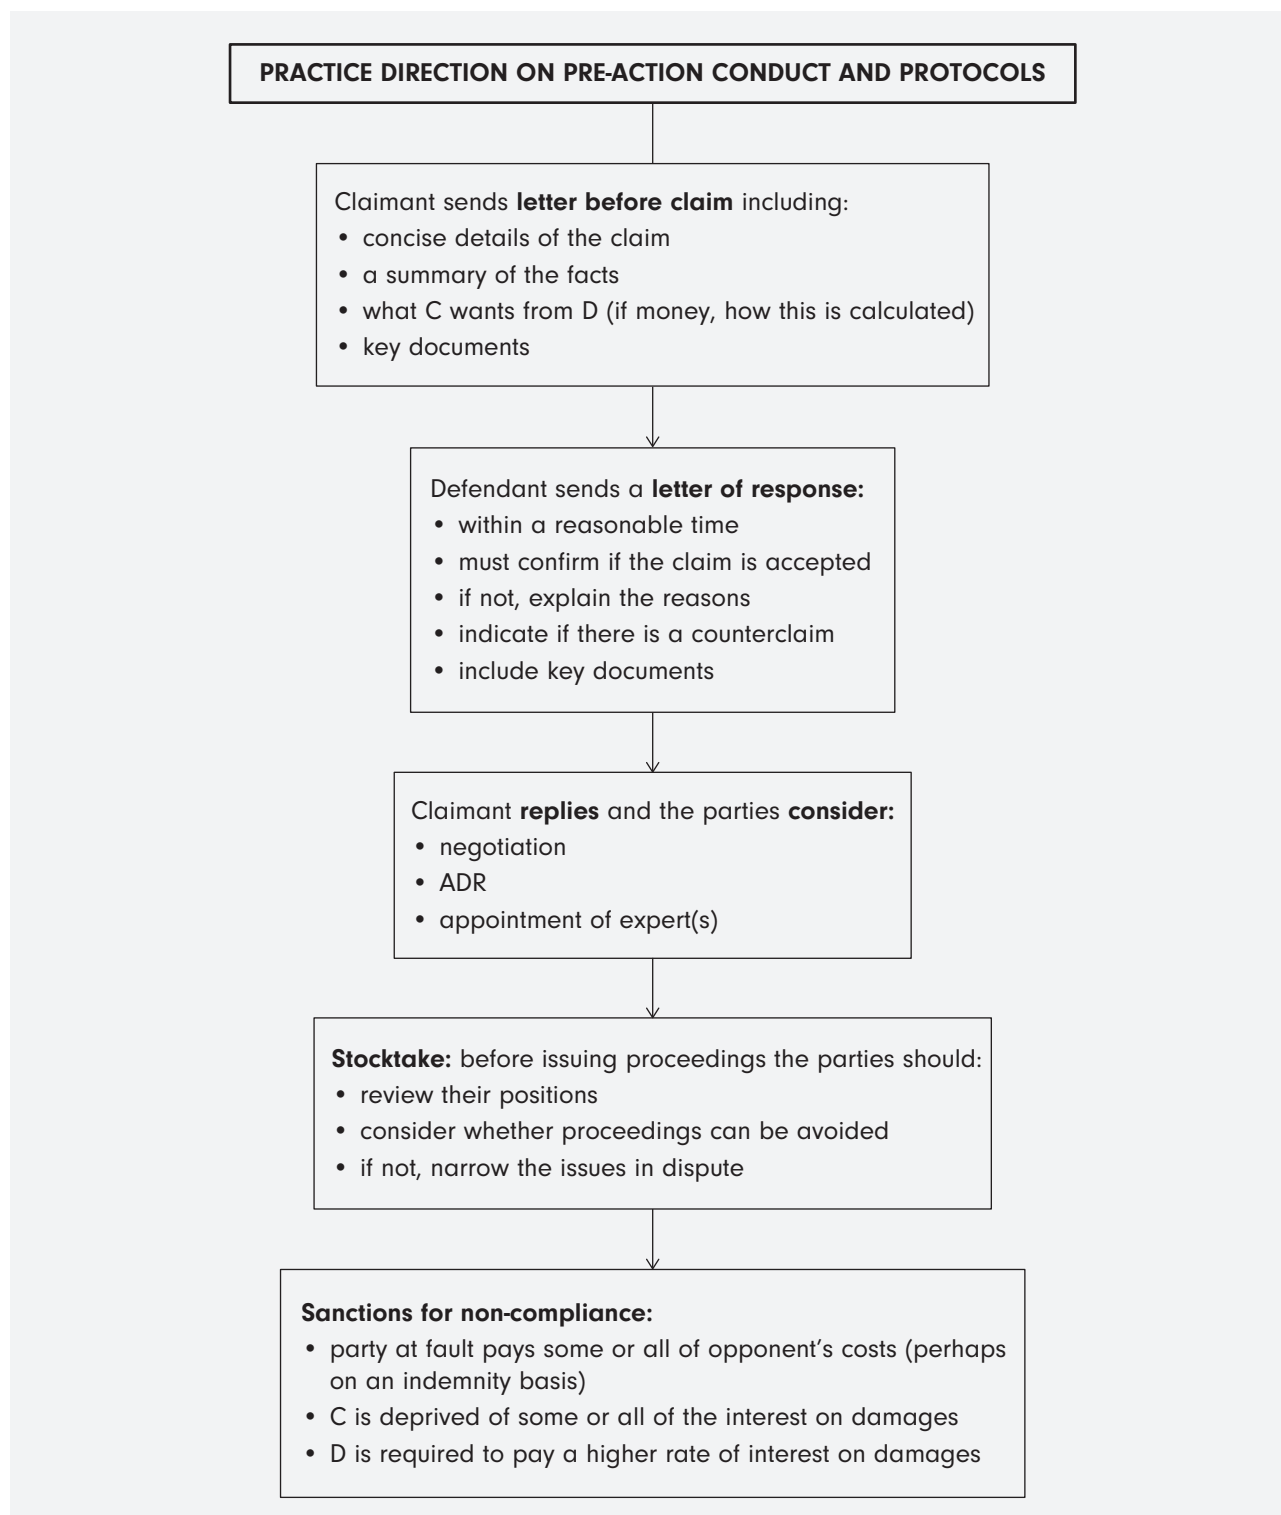 PRACTICE DIRECTION ON PRE-ACTION CONDUCT AND PROTOCOLS
Claimant sends letter before claim including:
• concise details of the claim
• a summary of the facts
• what C wants from D (if money, how this is calculated)
• key documents
Defendant sends a letter of response:
• within a reasonable time
• must confirm if the claim is accepted
• if not, explain the reasons
• indicate if there is a counterclaim
• include key documents
Claimant replies and the parties consider:
• negotiation
• ADR
• appointment of expert(s)
Stocktake: before issuing proceedings the parties should:
• review their positions
• consider whether proceedings can be avoided
• if not, narrow the issues in dispute
Sanctions for non-compliance:
• party at fault pays some or all of opponent's costs (perhaps
on an indemnity basis)
• C is deprived of some or all of the interest on damages
• D is required to pay a higher rate of interest on damages